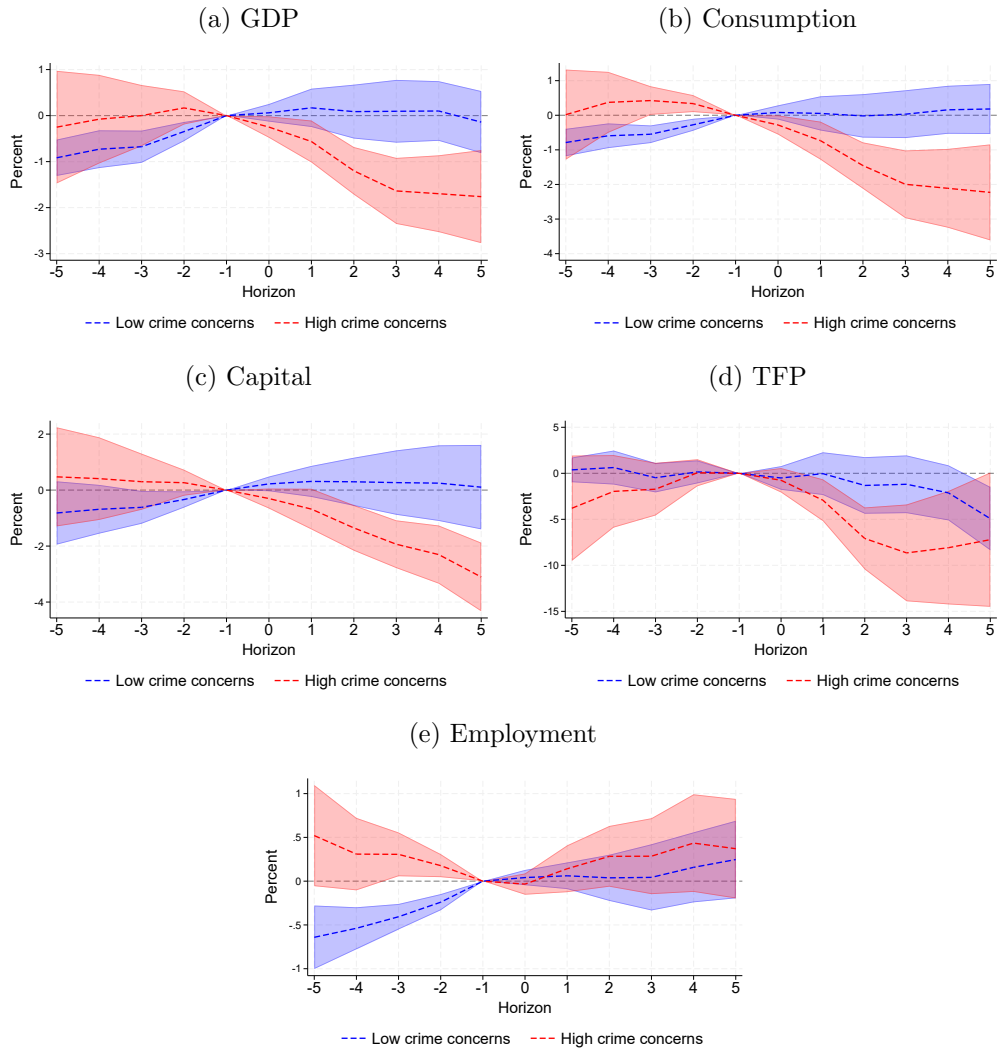 (a) GDP
(b) Consumption
1
0
-1
-2
-3
Percent
-5 -4 -3 -2 -1 0 1 2 3 4 5
Horizon
Low crime concerns High crime concerns
1
0
-1
-2
-3
-4
Percent
-5 -4 -3 -2 -1 0 1 2 3 4 5
Horizon
Low crime concerns High crime concerns
(c) Capital
(d) TFP
2
0
-2
-4
Percent
-5 -4 -3 -2 -1 0 1 2 3 4 5
Horizon
Low crime concerns High crime concerns
5
0
-5
-10
-15
Percent
-5 -4 -3 -2 -1 0 1 2 3 4 5
Horizon
Low crime concerns High crime concerns
(e) Employment
1
.5
0
-.5
-1
Percent
-5 -4 -3 -2 -1 0 1 2 3 4 5
Horizon
Low crime concerns High crime concerns